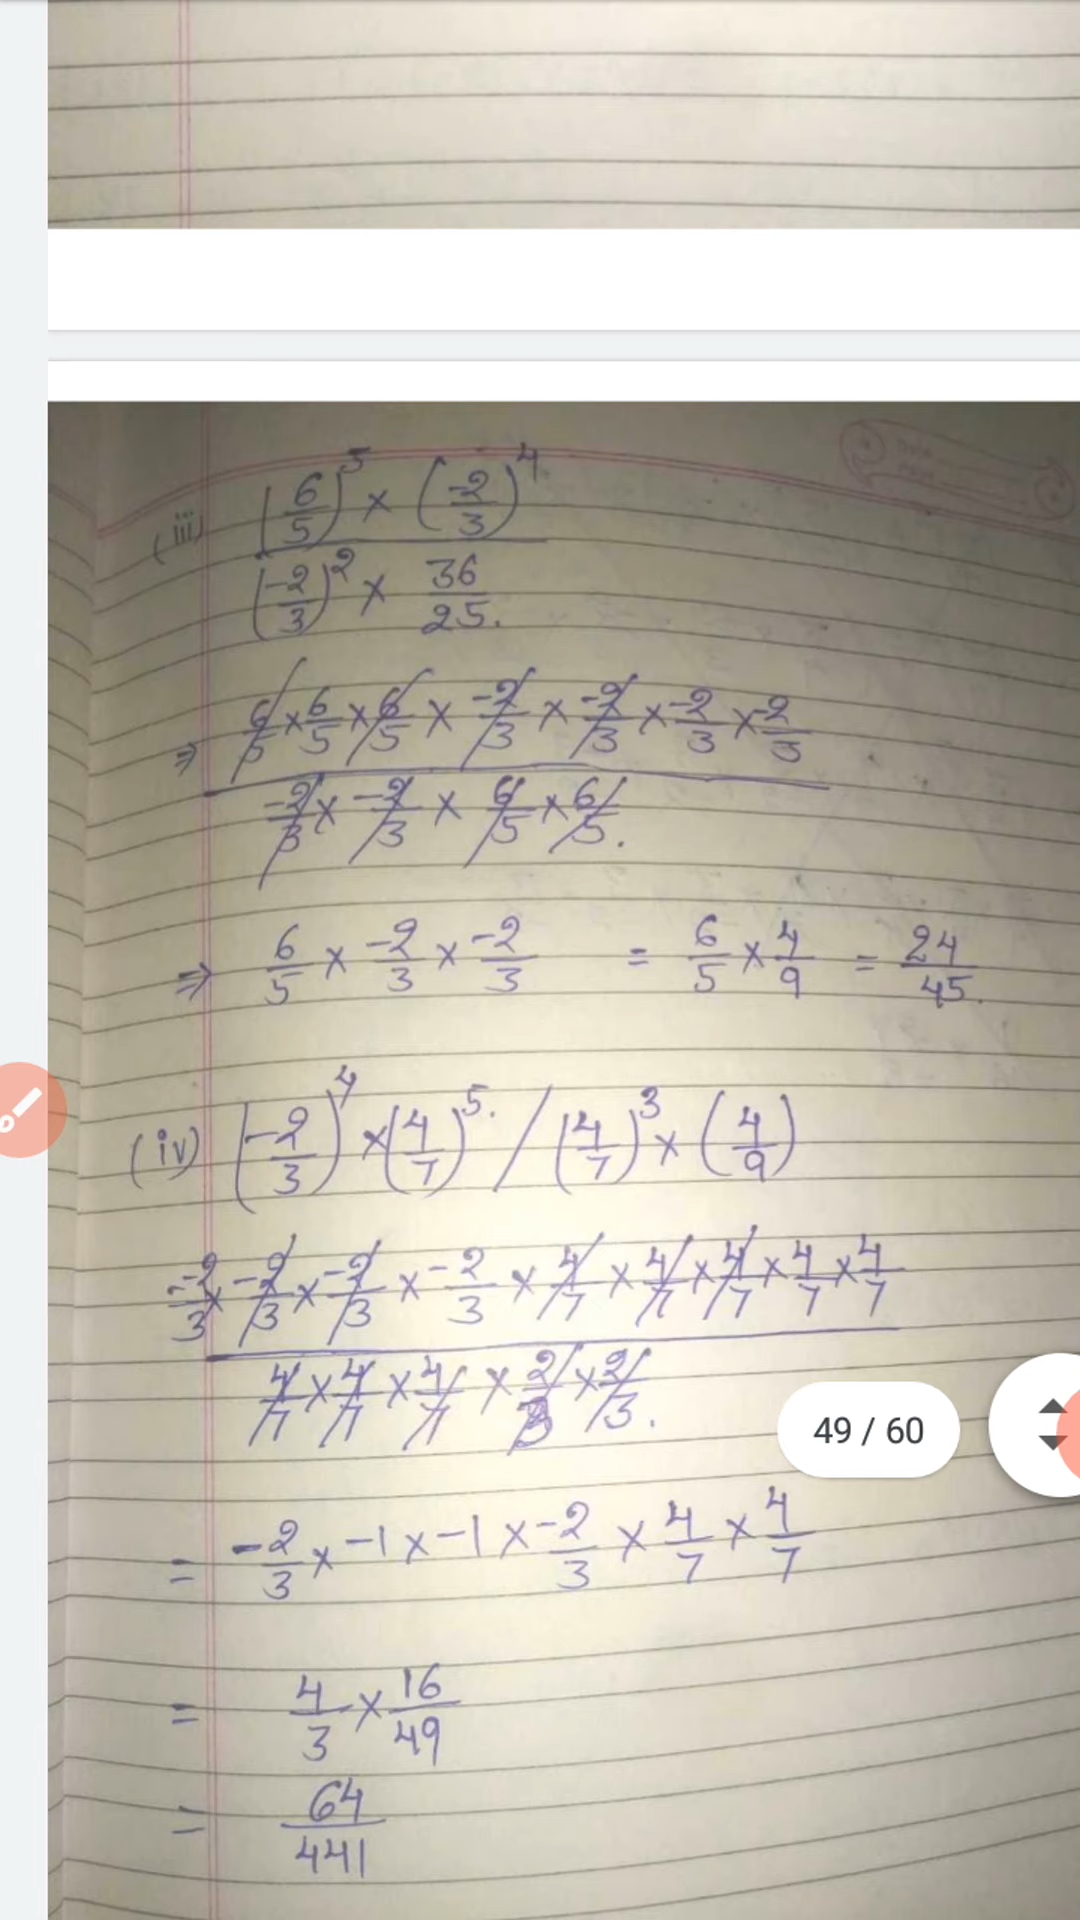 (iii) (6/5)^5 × (-2/3)^4
(-2/3)^2 × 36/25.
⇒ 6/5 × 6/5 × 6/5 × -2/3 × -2/3 × -2/3 × -2/3
-2/3 × -2/3 × 6/5 × 6/5.
⇒ 6/5 × -2/3 × -2/3 = 6/5 × 4/9 = 24/45.
(iv) (-2/3)^4 × (4/7)^5. / (4/7)^3 × (4/9)
-2/3 × -2/3 × -2/3 × -2/3 × 4/7 × 4/7 × 4/7 × 4/7 × 4/7
4/7 × 4/7 × 4/7 × 2/3 × 2/3.
49 / 60
= -2/3 × -1 × -1 × -2/3 × 4/7 × 4/7
= 4/3 × 16/49
= 64/441